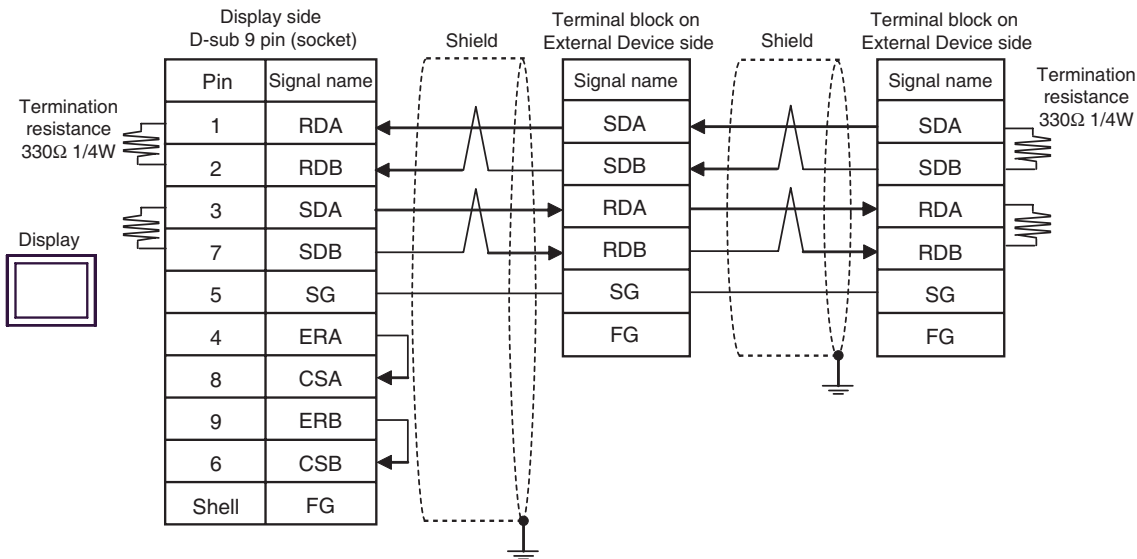 Display side
D-sub 9 pin (socket)
Shield
Terminal block on
External Device side
Shield
Terminal block on
External Device side
Termination
resistance
330Ω 1/4W
Termination
resistance
330Ω 1/4W
Display
Pin Signal name
1 RDA
2 RDB
3 SDA
7 SDB
5 SG
4 ERA
8 CSA
9 ERB
6 CSB
Shell FG
Signal name
SDA
SDB
RDA
RDB
SG
FG
Signal name
SDA
SDB
RDA
RDB
SG
FG